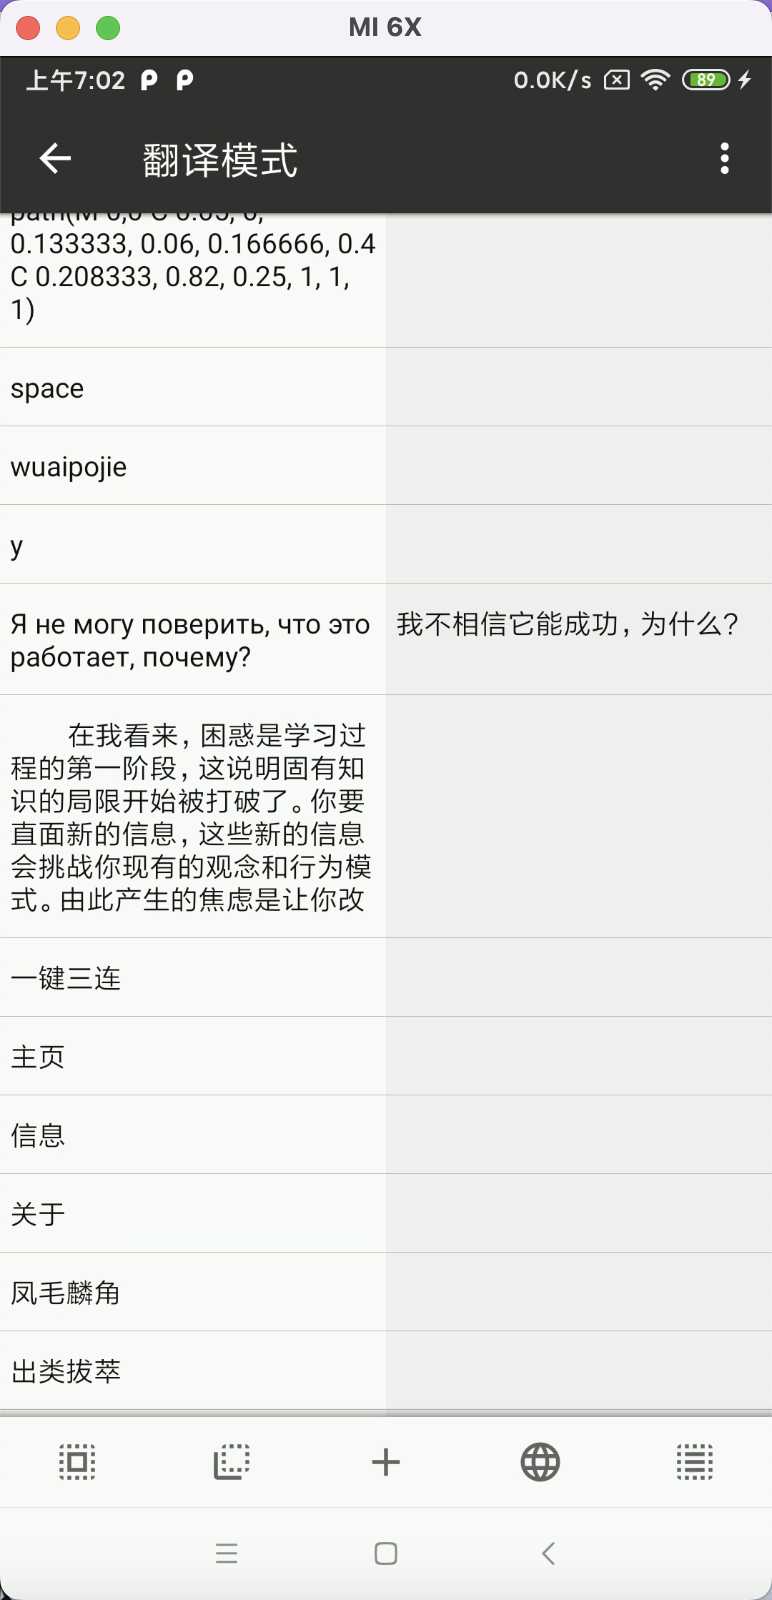 MI 6X
上午7:02
0.0K/s
89
翻译模式
path(M 0,0 C 0.05, 0,
0.133333, 0.06, 0.166666, 0.4
C 0.208333, 0.82, 0.25, 1, 1,
1)
space
wuaipojie
y
Я не могу поверить, что это
работает, почему?
我不相信它能成功，为什么？
在我看来，困惑是学习过
程的第一阶段，这说明固有知
识的局限开始被打破了。你要
直面新的信息，这些新的信息
会挑战你现有的观念和行为模
式。由此产生的焦虑是让你改
一键三连
主页
信息
关于
凤毛麟角
出类拔萃